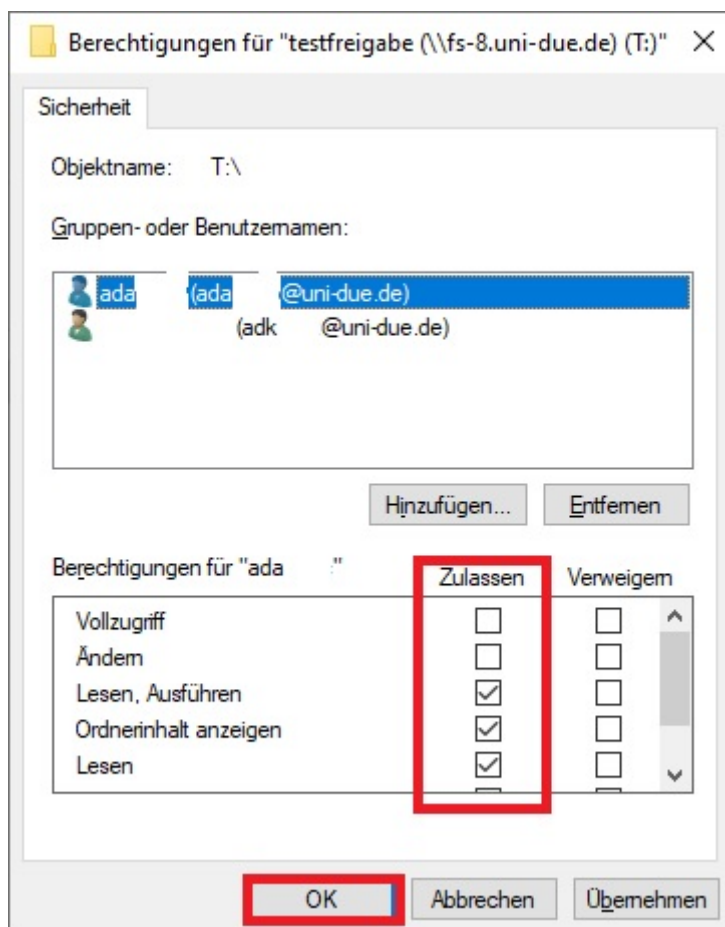 Berechtigungen für "testfreigabe (\\fs-8.uni-due.de) (T:)"
Sicherheit
Objektname: T:\
Gruppen- oder Benutzernamen:
ada (ada @uni-due.de)
(adk @uni-due.de)
Hinzufügen... Entfernen
Berechtigungen für "ada " Zulassen Verweigern
Vollzugriff
Ändern
Lesen, Ausführen
Ordnerinhalt anzeigen
Lesen
OK Abbrechen Übernehmen